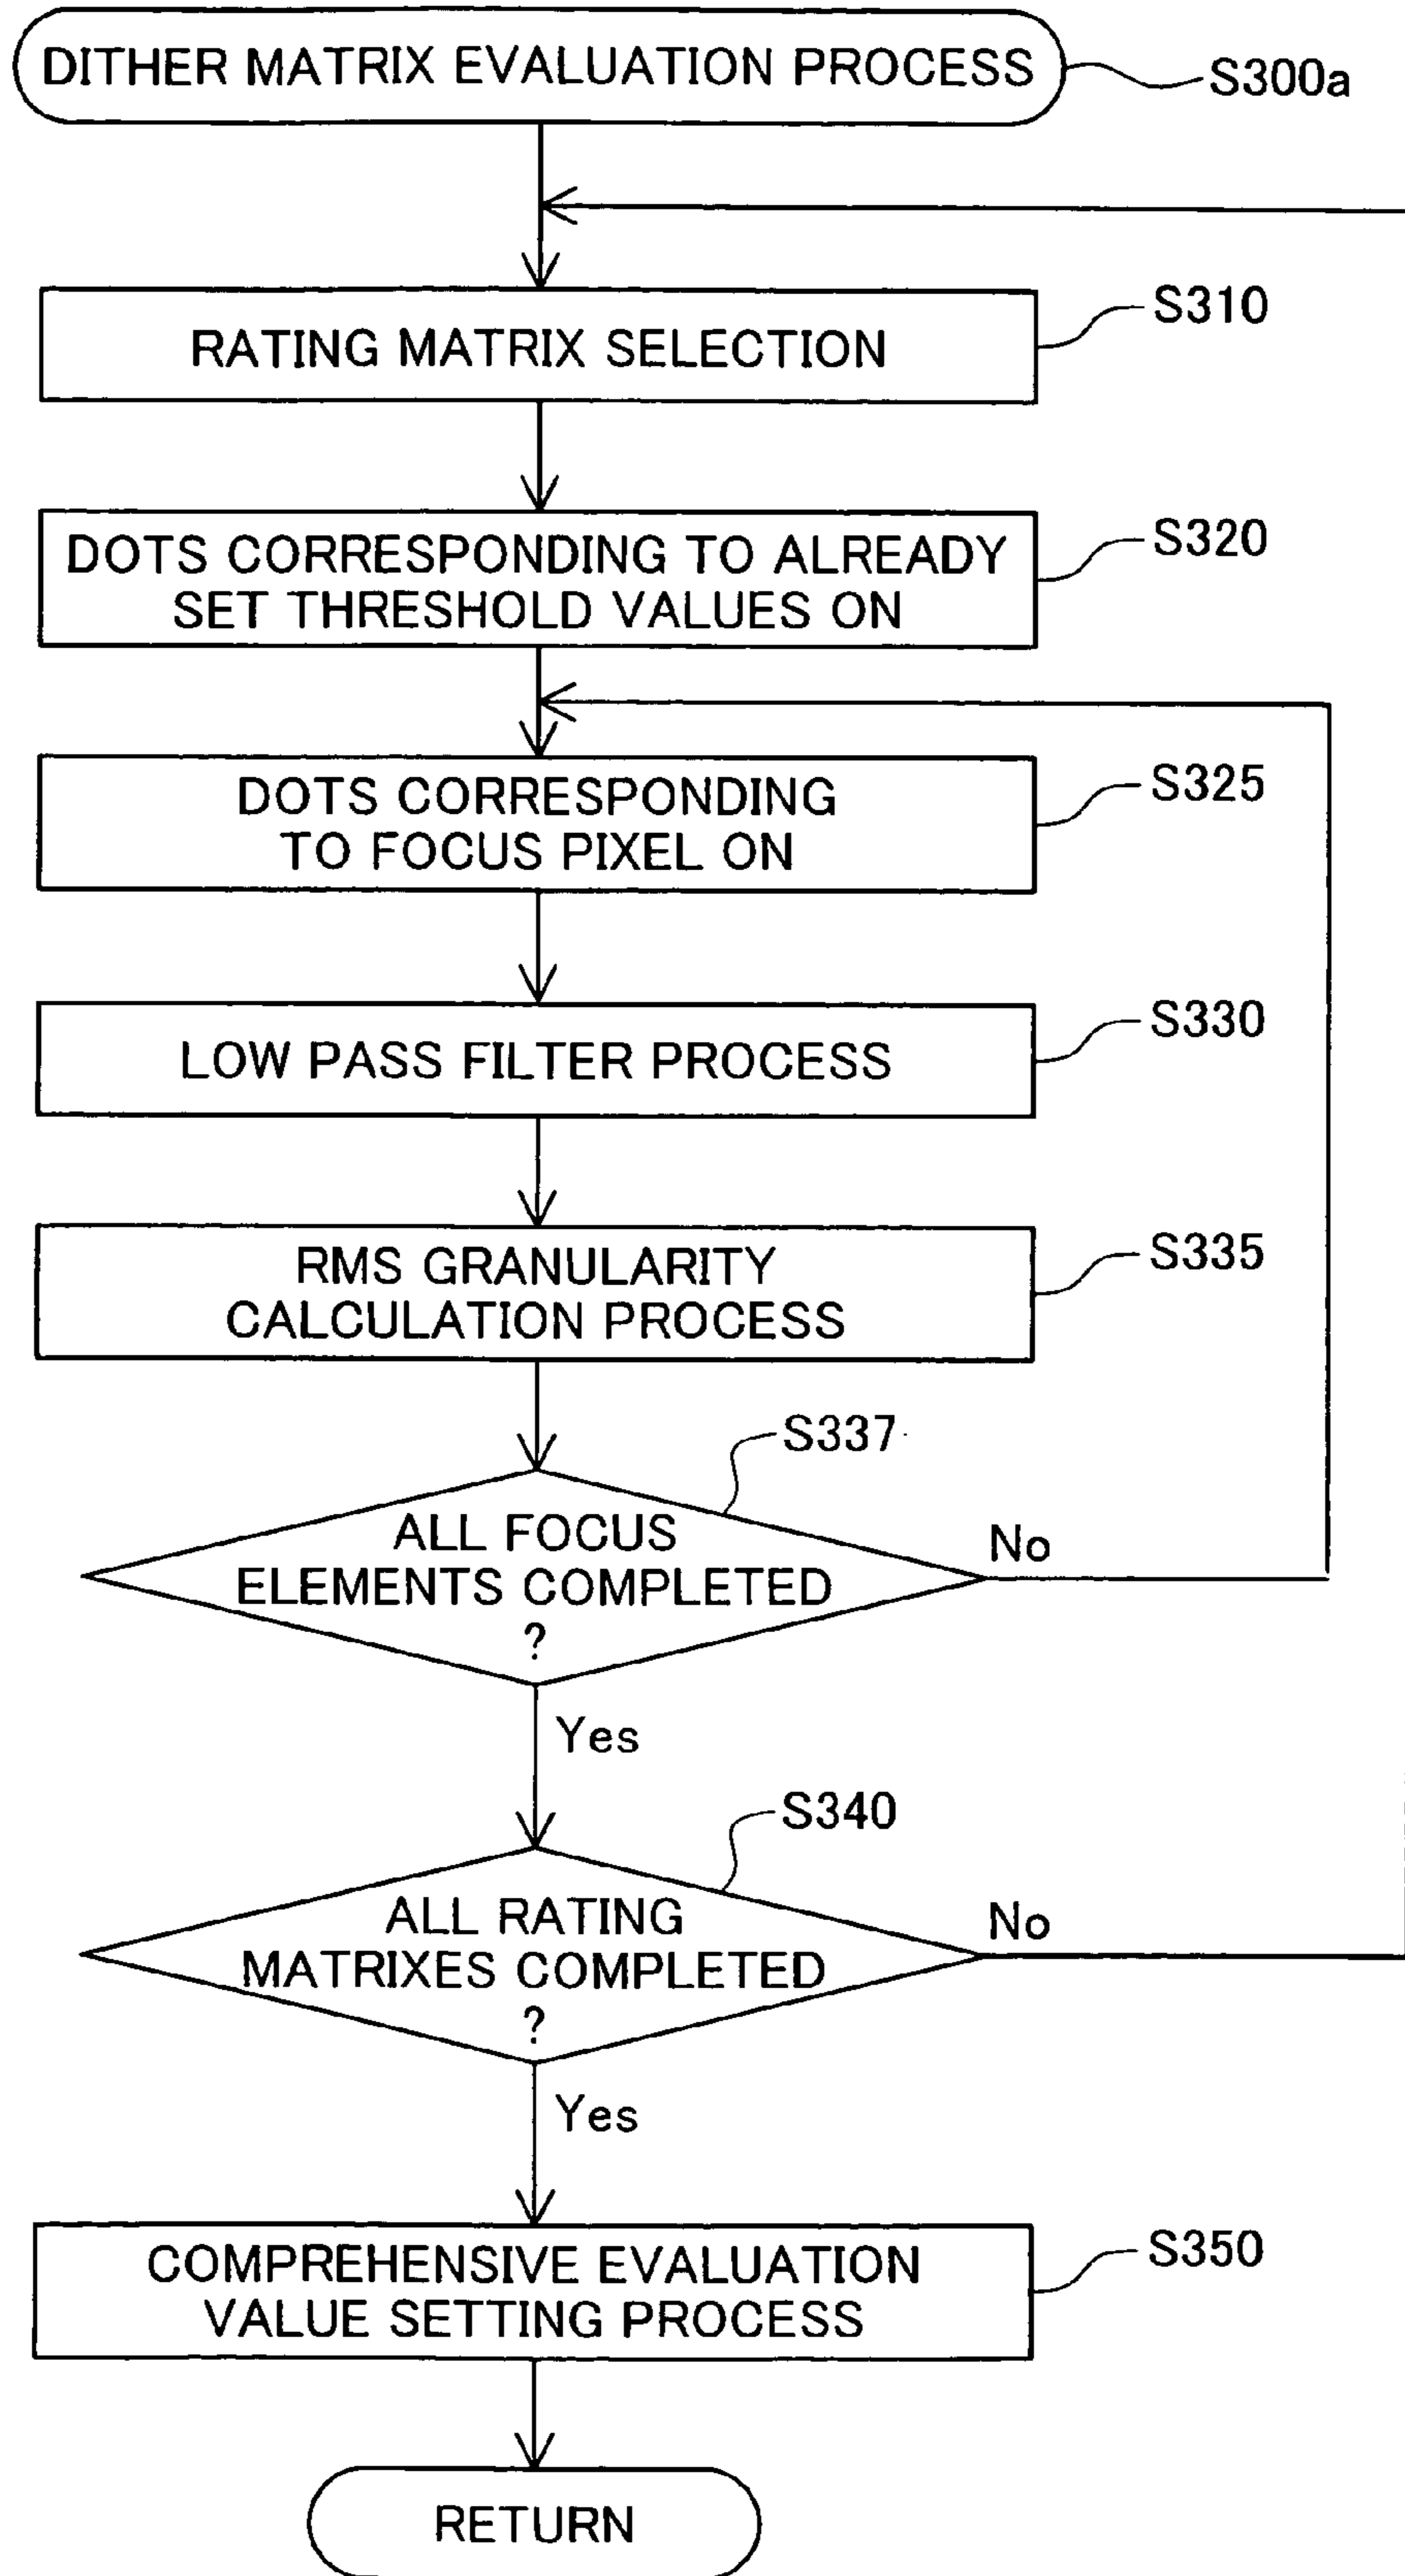 DITHER MATRIX EVALUATION PROCESS
S300a
RATING MATRIX SELECTION
S310
DOTS CORRESPONDING TO ALREADY
SET THRESHOLD VALUES ON
S320
DOTS CORRESPONDING
TO FOCUS PIXEL ON
S325
LOW PASS FILTER PROCESS
S330
RMS GRANULARITY
CALCULATION PROCESS
S335
S337
ALL FOCUS
ELEMENTS COMPLETED
?
No
Yes
S340
ALL RATING
MATRIXES COMPLETED
?
No
Yes
COMPREHENSIVE EVALUATION
VALUE SETTING PROCESS
S350
RETURN